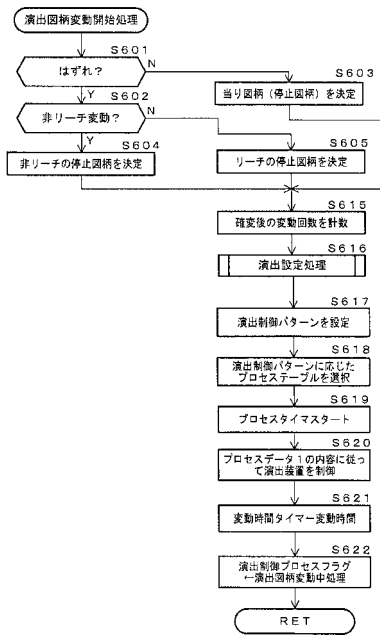 演出図柄変動開始処理
S601
はずれ?
N
Y
S602
S603
当り図柄(停止図柄)を決定
非リーチ変動?
N
Y
S604
非リーチの停止図柄を決定
S605
リーチの停止図柄を決定
S615
確変後の変動回数を計数
S616
演出設定処理
S617
演出制御パターンを設定
S618
演出制御パターンに応じた
プロセステーブルを選択
S619
プロセスタイマスタート
S620
プロセスデータ1の内容に従っ
て演出装置を制御
S621
変動時間タイマー変動時間
S622
演出制御プロセスフラグ
←演出図柄変動中処理
RET